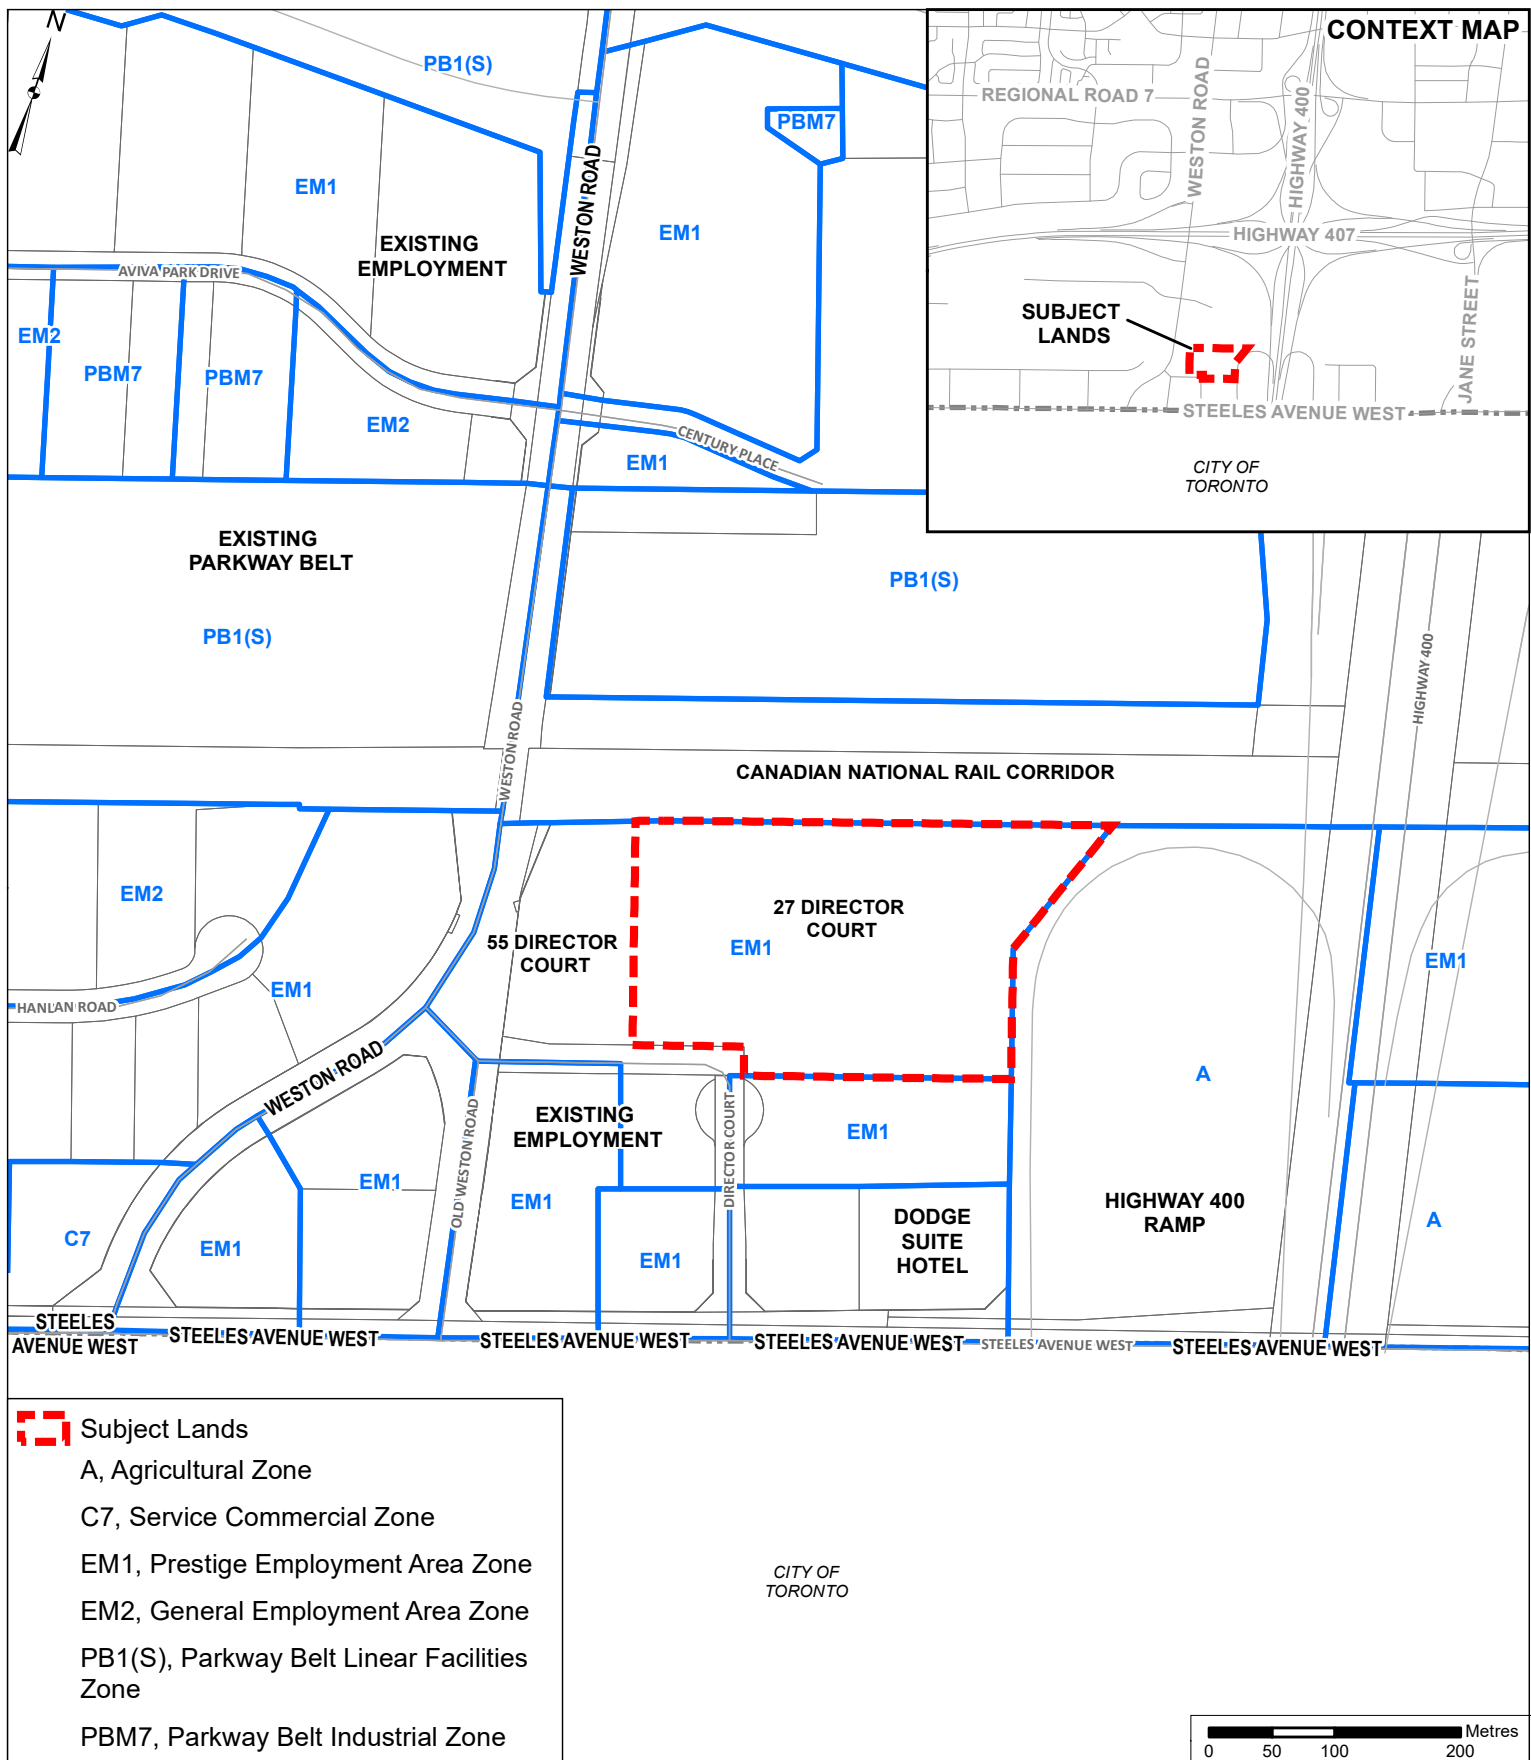 N
PB1(S)
CONTEXT MAP
REGIONAL ROAD 7
WESTON ROAD
HIGHWAY 400
HIGHWAY 407
JANE STREET
SUBJECT
LANDS
STEELES AVENUE WEST
CITY OF
TORONTO
PBM7
EM1
WESTON ROAD
EM1
EXISTING
EMPLOYMENT
AVIVA PARK DRIVE
EM2
PBM7
PBM7
EM2
CENTURY PLACE
EM1
EXISTING
PARKWAY BELT
PB1(S)
PB1(S)
HIGHWAY 400
WESTON ROAD
CANADIAN NATIONAL RAIL CORRIDOR
EM2
27 DIRECTOR
COURT
EM1
55 DIRECTOR
COURT
EM1
EM1
HANLAN ROAD
WESTON ROAD
A
OLD WESTON ROAD
EXISTING
EMPLOYMENT
DIRECTOR COURT
EM1
EM1
EM1
HIGHWAY 400
RAMP
A
C7
EM1
EM1
DODGE
SUITE
HOTEL
STEELES
AVENUE WEST
STEELES AVENUE WEST
STEELES AVENUE WEST
STEELES AVENUE WEST
STEELES AVENUE WEST
STEELES AVENUE WEST
Subject Lands
A, Agricultural Zone
C7, Service Commercial Zone
EM1, Prestige Employment Area Zone
EM2, General Employment Area Zone
PB1(S), Parkway Belt Linear Facilities
Zone
PBM7, Parkway Belt Industrial Zone
CITY OF
TORONTO
Metres
0 50 100 200